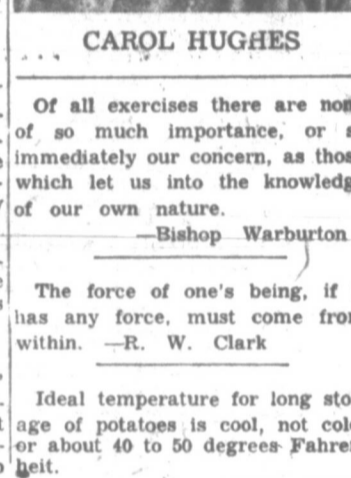 CAROL HUGHES
Of all exercises there are non
of so much importance, or s
immediately our concern, as thos
which let us into the knowledg
of our own nature.
—Bishop Warburton
The force of one's being, if
has any force, must come fro
within. —R. W. Clark
Ideal temperature for long sto
age of potatoes is cool, not col
or about 40 to 50 degrees Fahre
heit.